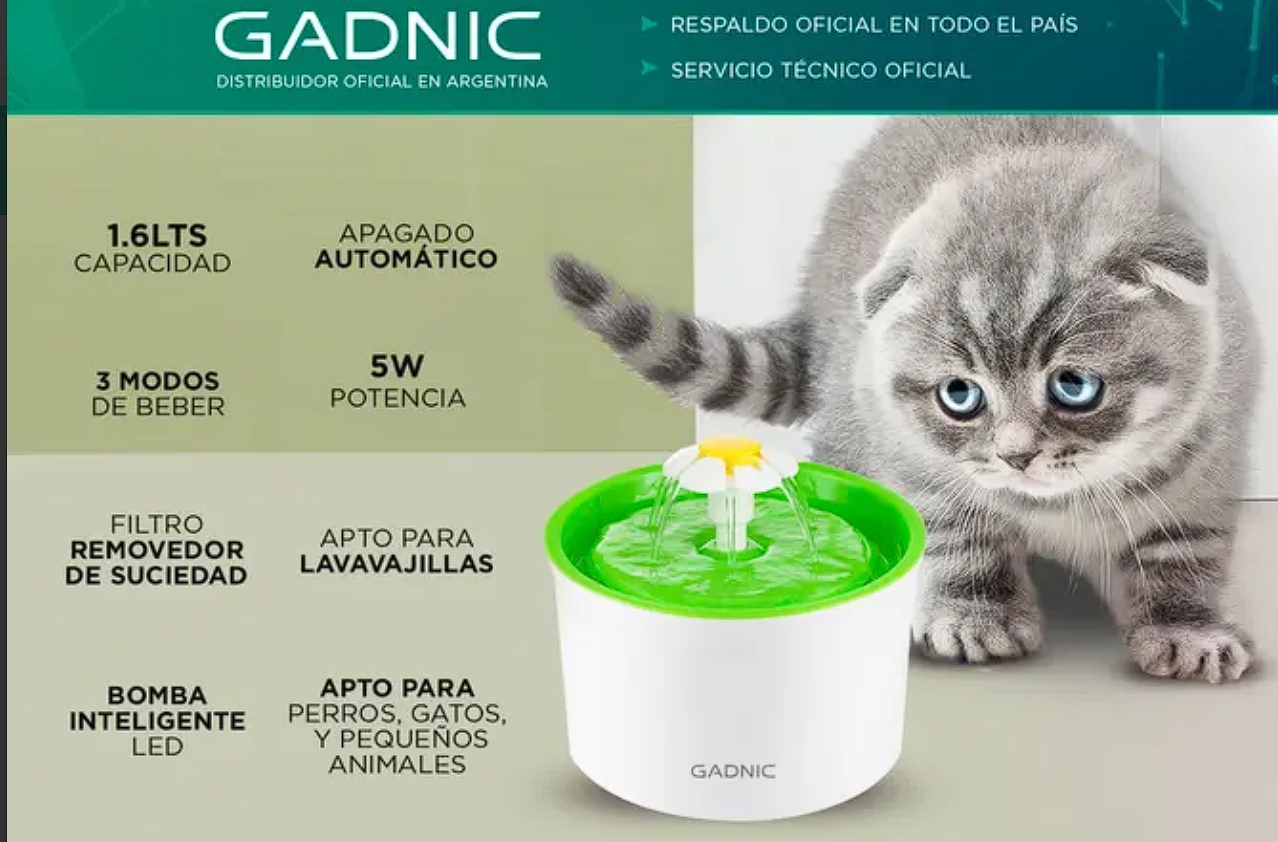 GADNIC
DISTRIBUIDOR OFICIAL EN ARGENTINA
RESPALDO OFICIAL EN TODO EL PAÍS
SERVICIO TÉCNICO OFICIAL
1.6LTS
CAPACIDAD
APAGADO
AUTOMÁTICO
3 MODOS
DE BEBER
5W
POTENCIA
FILTRO
REMOVEDOR
DE SUCIEDAD
APTO PARA
LAVAVAJILLAS
BOMBA
INTELIGENTE
LED
APTO PARA
PERROS, GATOS,
Y PEQUEÑOS
ANIMALES
GADNIC